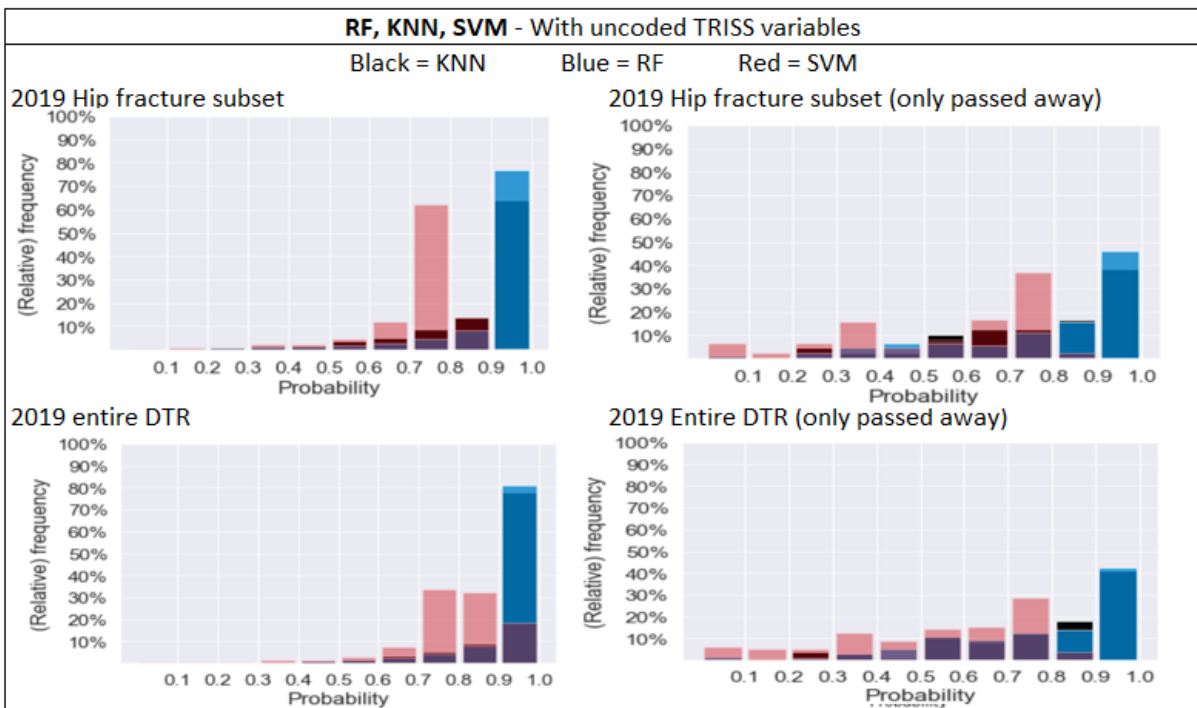 RF, KNN, SVM - With uncoded TRISS variables
Black = KNN Blue = RF Red = SVM
2019 Hip fracture subset
100%
90%
80%
70%
60%
50%
40%
30%
20%
10%
(Relative) frequency
0.1 0.2 0.3 0.4 0.5 0.6 0.7 0.8 0.9 1.0
Probability
2019 Hip fracture subset (only passed away)
100%
90%
80%
70%
60%
50%
40%
30%
20%
10%
(Relative) frequency
0.1 0.2 0.3 0.4 0.5 0.6 0.7 0.8 0.9 1.0
Probability
2019 entire DTR
100%
90%
80%
70%
60%
50%
40%
30%
20%
10%
(Relative) frequency
0.1 0.2 0.3 0.4 0.5 0.6 0.7 0.8 0.9 1.0
Probability
2019 Entire DTR (only passed away)
100%
90%
80%
70%
60%
50%
40%
30%
20%
10%
(Relative) frequency
0.1 0.2 0.3 0.4 0.5 0.6 0.7 0.8 0.9 1.0
Probability